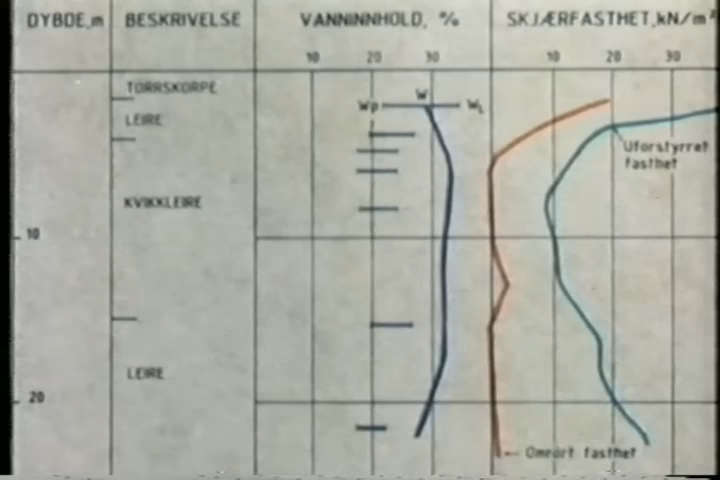 DYBDE,m BESKRIVELSE VANNINNHOLD, % SKJÆRFASTHET,kN/m²
10 20 30 10 20 30
TØRRSKORPE
W
Wp WL
LEIRE
Uforstyrret
fasthet
KVIKKLEIRE
10
LEIRE
20
Omrørt fasthet